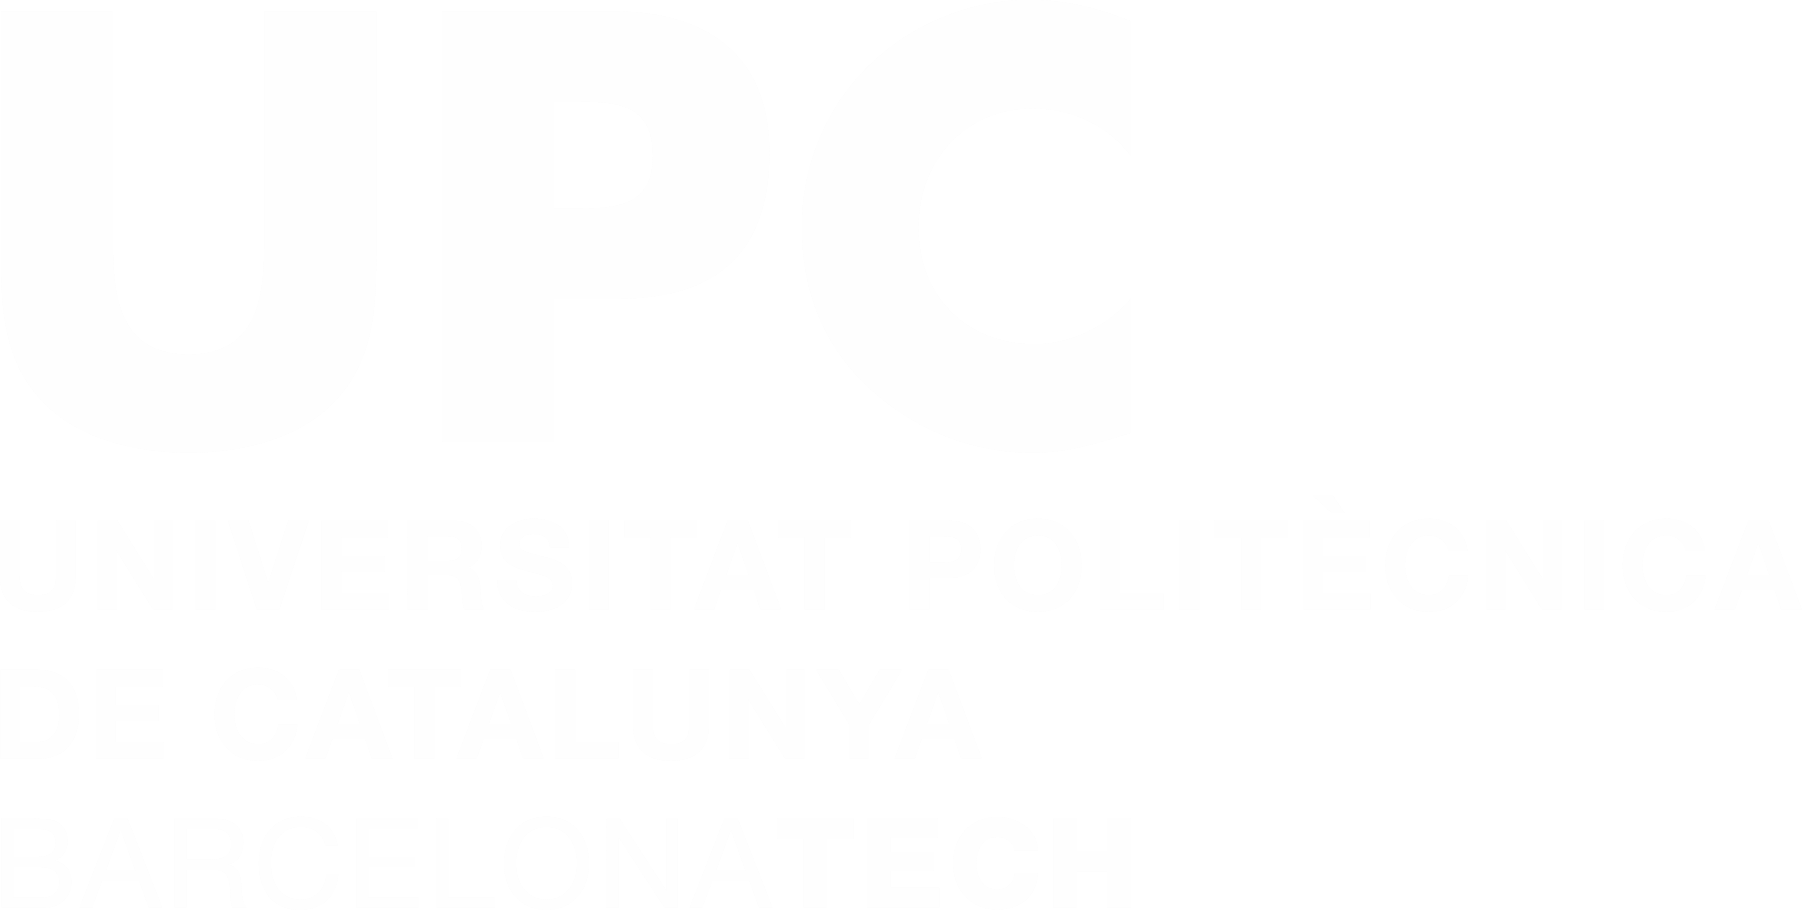 UPC
UNIVERSITAT POLITÈCNICA
DE CATALUNYA
BARCELONATECH